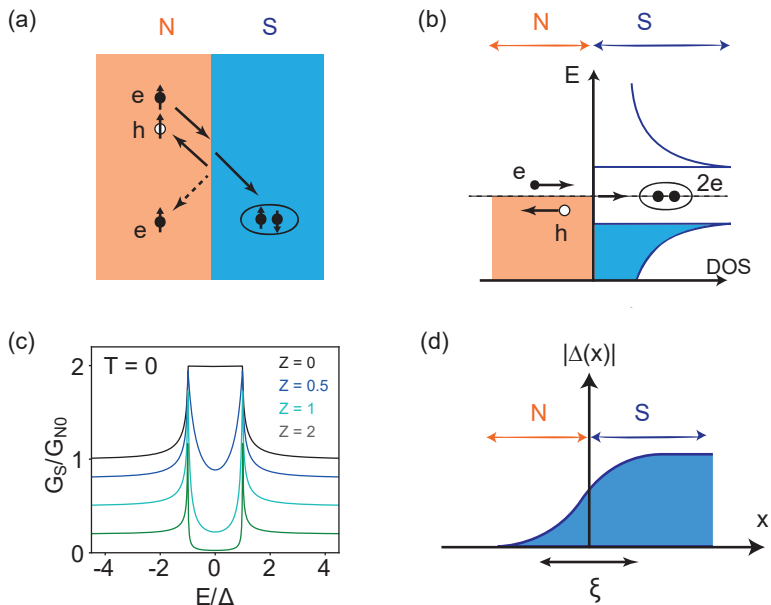 (a)
N S
e
h
e
(b)
N S
E
e
2e
h
DOS
(c)
T = 0
Z = 0
Z = 0.5
Z = 1
Z = 2
G_S/G_N0
2
1
0
-4 -2 0 2 4
E/Δ
(d)
|Δ(x)|
N S
x
ξ